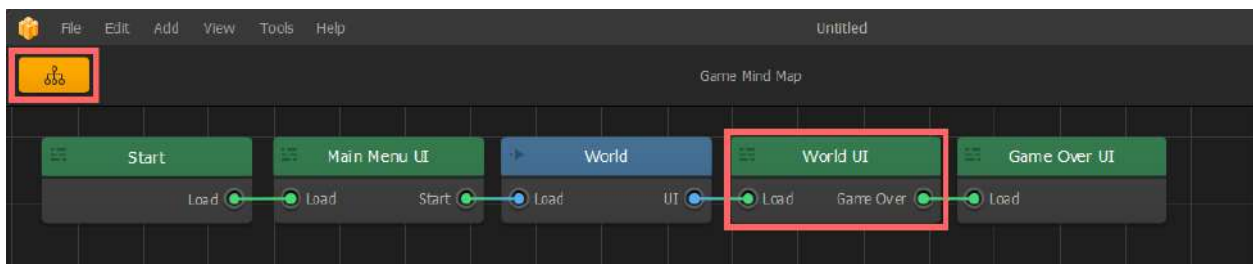 File Edit Add View Tools Help Untitled
Game Mind Map
Start Main Menu UI World World UI Game Over UI
Load Load Start Load UI Load Game Over Load